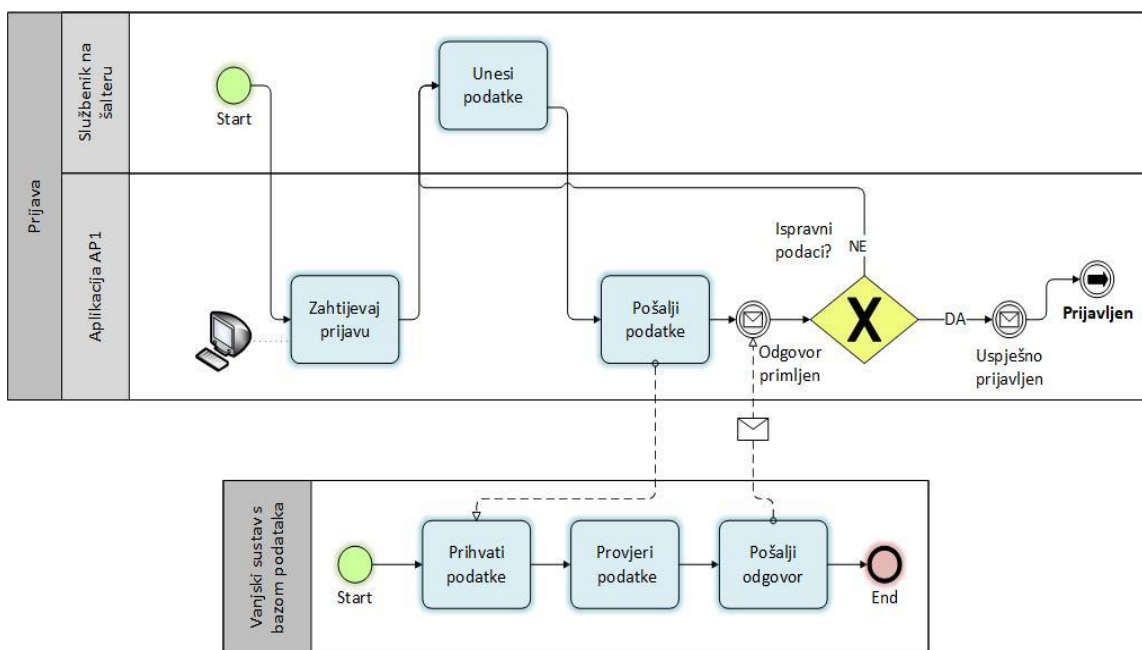 Prijava
Službenik na
šalteru
Start
Unesi
podatke
Aplikacija AP1
Zahtijevaj
prijavu
Pošalji
podatke
Odgovor
primljen
Ispravni
podaci?
NE
X
DA
Uspješno
prijavljen
Prijavljen
Vanjski sustav s
bazom podataka
Start
Prihvati
podatke
Provjeri
podatke
Pošalji
odgovor
End